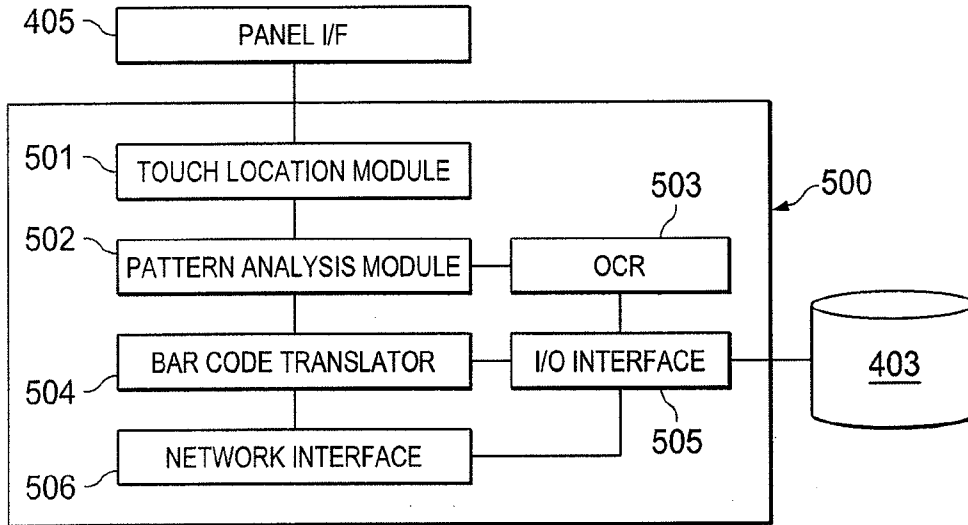 405 PANEL I/F
501 TOUCH LOCATION MODULE
500
503
502 PATTERN ANALYSIS MODULE OCR
504 BAR CODE TRANSLATOR I/O INTERFACE 403
505
506 NETWORK INTERFACE